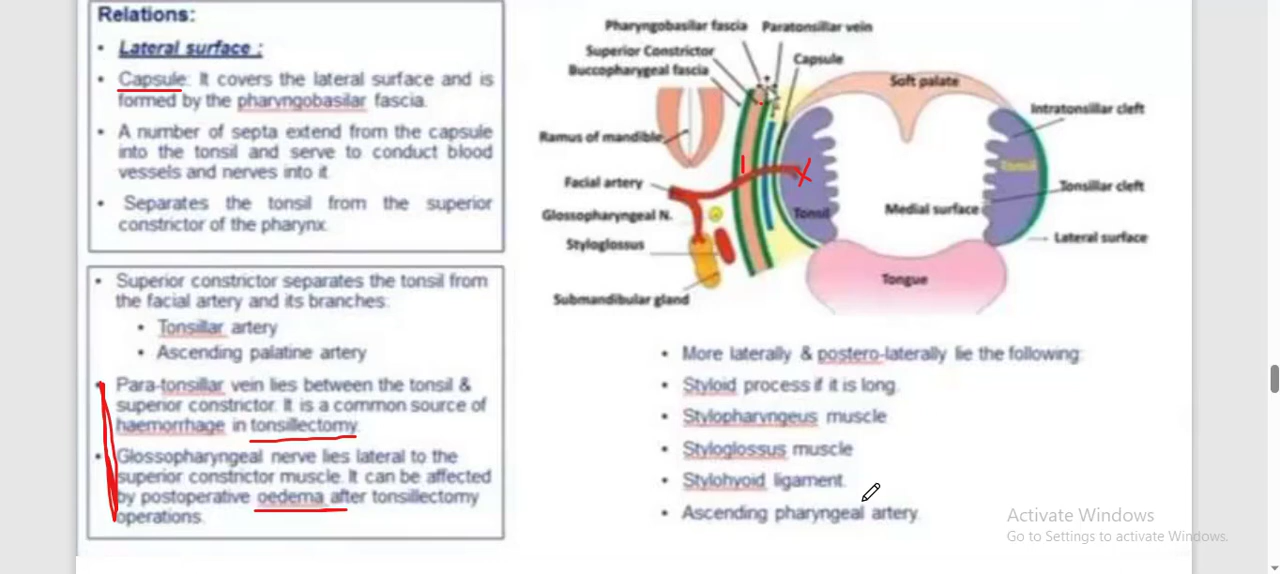 Relations:
• Lateral surface :
• Capsule: It covers the lateral surface and is
formed by the pharyngobasilar fascia.
• A number of septa extend from the capsule
into the tonsil and serve to conduct blood
vessels and nerves into it.
• Separates the tonsil from the superior
constrictor of the pharynx.
• Superior constrictor separates the tonsil from
the facial artery and its branches:
• Tonsillar artery
• Ascending palatine artery
• Para-tonsillar vein lies between the tonsil &
superior constrictor. It is a common source of
haemorrhage in tonsillectomy.
• Glossopharyngeal nerve lies lateral to the
superior constrictor muscle. It can be affected
by postoperative oedema after tonsillectomy
operations.
Pharyngobasilar fascia
Paratonsillar vein
Superior Constrictor
Capsule
Buccopharygeal fascia
Soft palate
Intratonsillar cleft
Ramus of mandible
Tonsil
Facial artery
Tonsillar cleft
Glossopharyngeal N.
Tonsil
Medial surface
Styloglossus
Lateral surface
Tongue
Submandibular gland
• More laterally & postero-laterally lie the following:
• Styloid process if it is long.
• Stylopharyngeus muscle
• Styloglossus muscle
• Stylohyoid ligament.
• Ascending pharyngeal artery.
Activate Windows
Go to Settings to activate Windows.